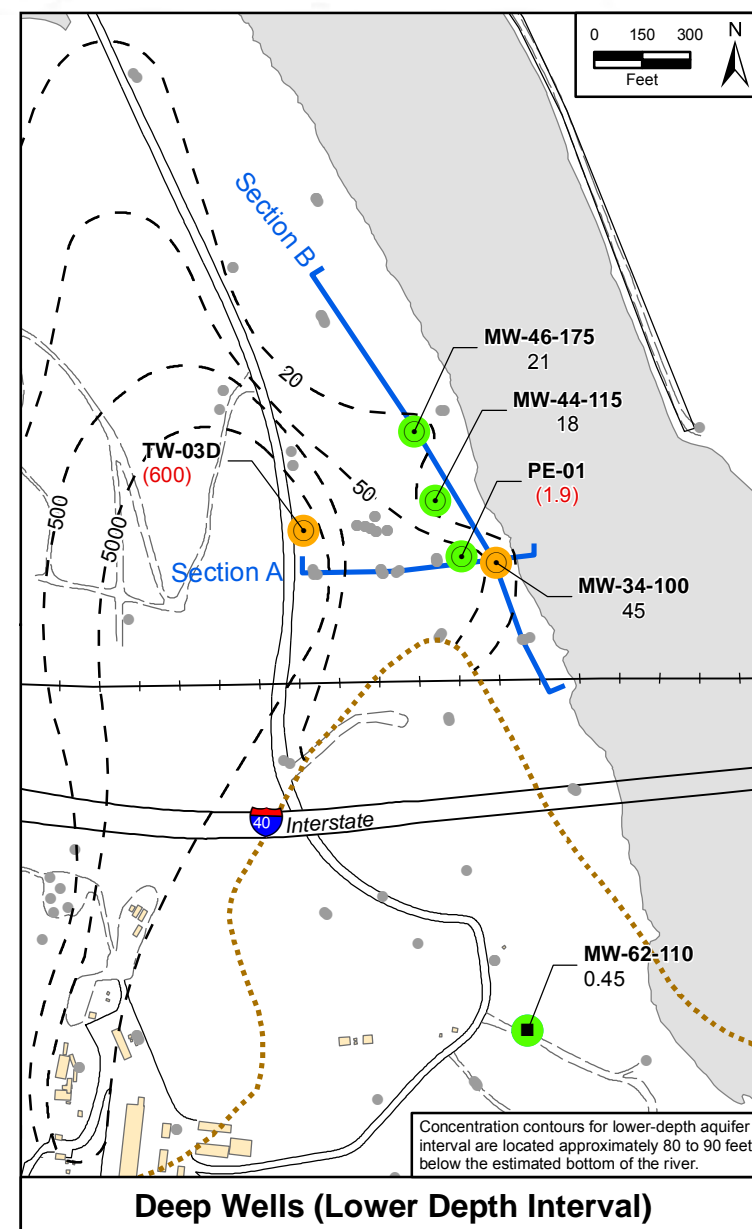 0 150 300
Feet
N
Section B
MW-46-175
21
20
MW-44-115
18
TW-03D
(600)
PE-01
(1.9)
50
500
5000
Section A
MW-34-100
45
40
Interstate
MW-62-110
0.45
Concentration contours for lower-depth aquifer
interval are located approximately 80 to 90 feet
below the estimated bottom of the river.
Deep Wells (Lower Depth Interval)